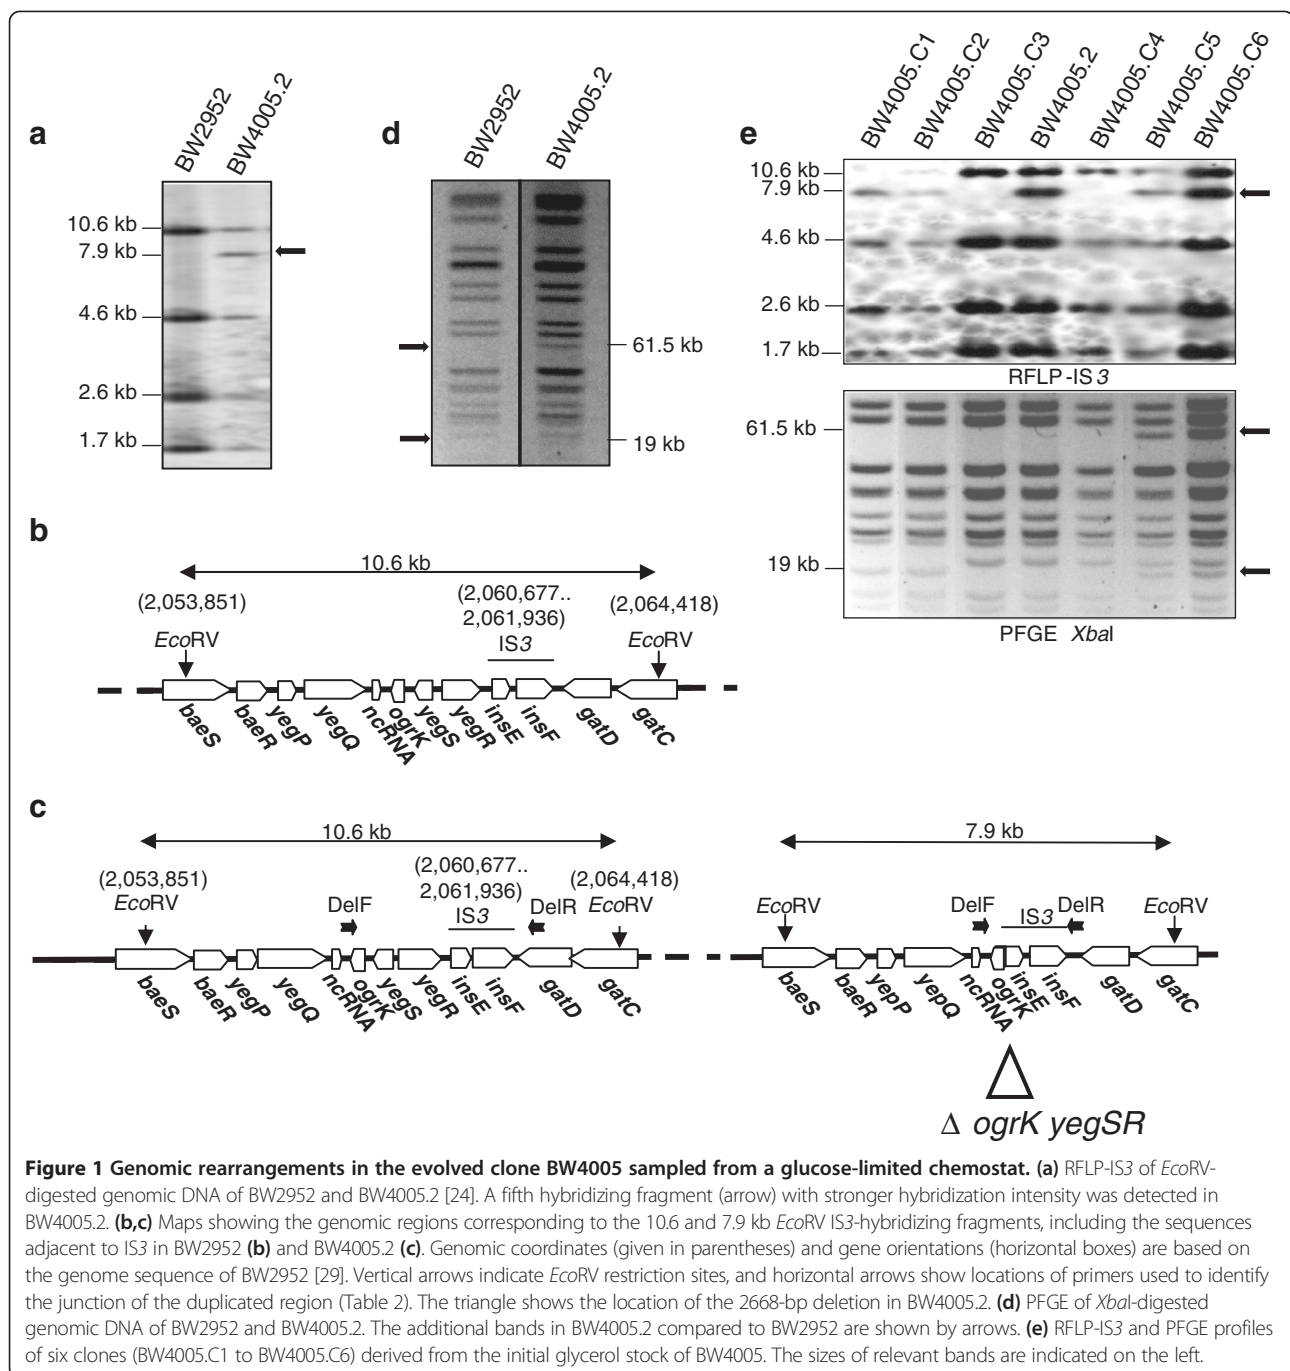 a
BW2952
BW4005.2
10.6 kb
7.9 kb
4.6 kb
2.6 kb
1.7 kb
d
BW2952
BW4005.2
61.5 kb
19 kb
e
BW4005.C1
BW4005.C2
BW4005.C3
BW4005.2
BW4005.C4
BW4005.C5
BW4005.C6
10.6 kb
7.9 kb
4.6 kb
2.6 kb
1.7 kb
RFLP-IS3
61.5 kb
19 kb
PFGE XbaI
b
10.6 kb
(2,053,851)
(2,060,677..
2,061,936)
(2,064,418)
EcoRV
IS3
EcoRV
baeS
baeR
yegP
yegQ
ncRNA
ogrK
yegS
yegR
insE
insF
gatD
gatC
c
10.6 kb
(2,053,851)
(2,060,677..
2,061,936)
(2,064,418)
EcoRV
DelF
IS3
DelR
EcoRV
baeS
baeR
yegP
yegQ
ncRNA
ogrK
yegS
yegR
insE
insF
gatD
gatC
7.9 kb
EcoRV
DelF
IS3
DelR
EcoRV
baeS
baeR
yepP
yepQ
ncRNA
ogrK
insE
insF
gatD
gatC
Δ ogrK yegSR
Figure 1 Genomic rearrangements in the evolved clone BW4005 sampled from a glucose-limited chemostat. (a) RFLP-IS3 of EcoRV-
digested genomic DNA of BW2952 and BW4005.2 [24]. A fifth hybridizing fragment (arrow) with stronger hybridization intensity was detected in
BW4005.2. (b,c) Maps showing the genomic regions corresponding to the 10.6 and 7.9 kb EcoRV IS3-hybridizing fragments, including the sequences
adjacent to IS3 in BW2952 (b) and BW4005.2 (c). Genomic coordinates (given in parentheses) and gene orientations (horizontal boxes) are based on
the genome sequence of BW2952 [29]. Vertical arrows indicate EcoRV restriction sites, and horizontal arrows show locations of primers used to identify
the junction of the duplicated region (Table 2). The triangle shows the location of the 2668-bp deletion in BW4005.2. (d) PFGE of XbaI-digested
genomic DNA of BW2952 and BW4005.2. The additional bands in BW4005.2 compared to BW2952 are shown by arrows. (e) RFLP-IS3 and PFGE profiles
of six clones (BW4005.C1 to BW4005.C6) derived from the initial glycerol stock of BW4005. The sizes of relevant bands are indicated on the left.